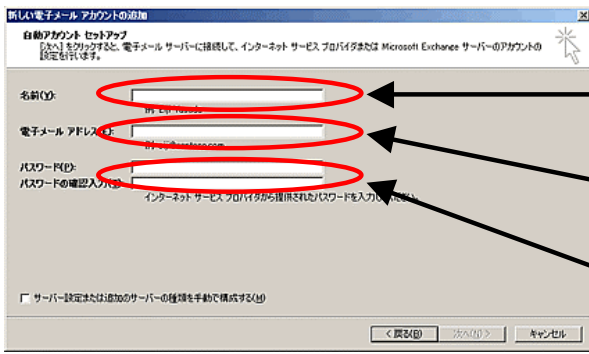 新しい電子メール アカウントの追加
自動アカウント セットアップ
[次へ] をクリックすると、電子メール サーバーに接続して、インターネット サービス プロバイダまたは Microsoft Exchange サーバーのアカウントの
設定を行います。
名前(Y):
電子メール アドレス(E):
パスワード(P):
パスワードの確認入力(T):
インターネット サービス プロバイダから提供されたパスワードを入力してください。
サーバー設定または追加のサーバーの種類を手動で構成する(M)
< 戻る(B)
次へ(N) >
キャンセル